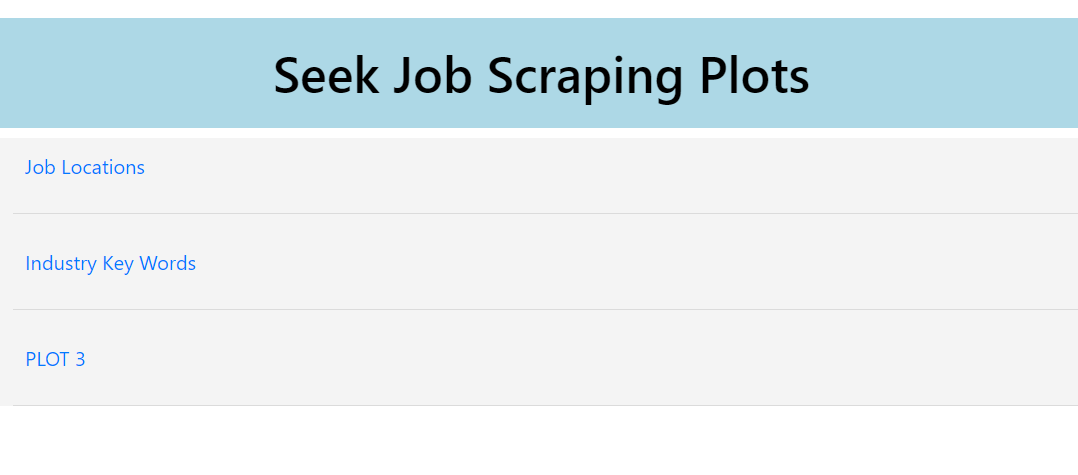 Seek Job Scraping Plots
Job Locations
Industry Key Words
PLOT 3